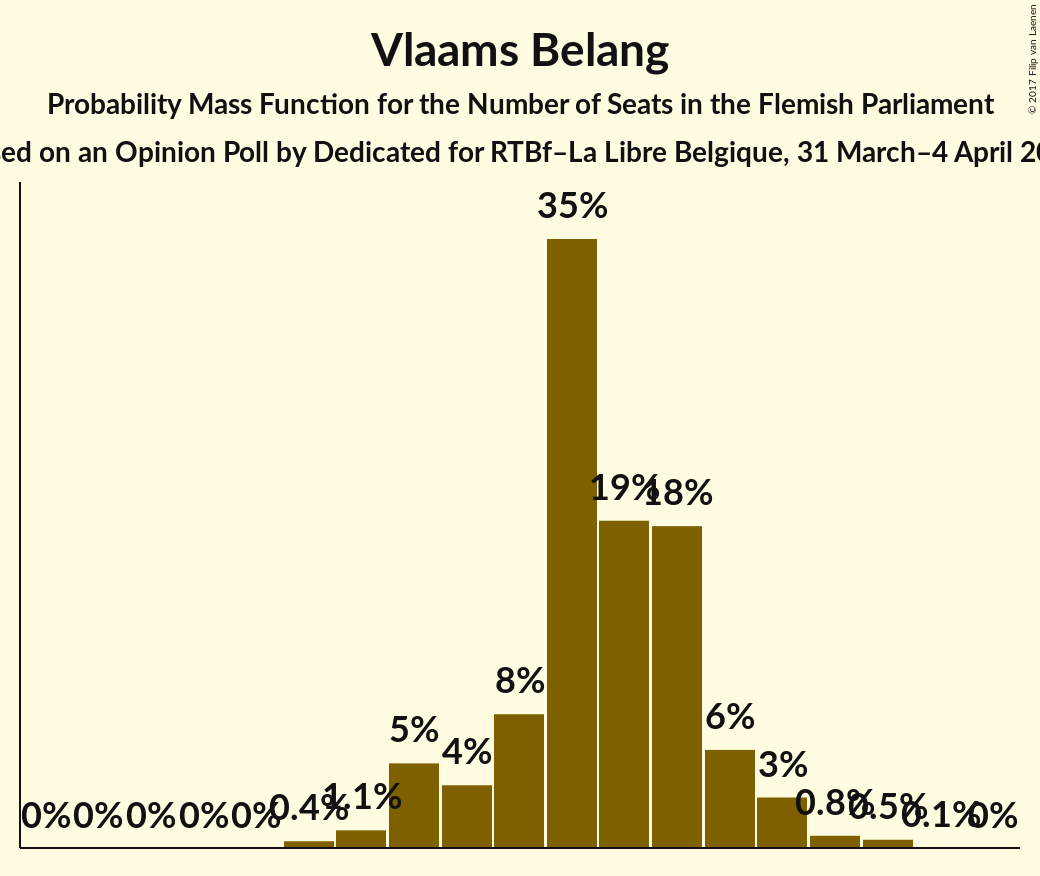 Vlaams Belang
Probability Mass Function for the Number of Seats in the Flemish Parliament
on an Opinion Poll by Dedicated for RTBf–La Libre Belgique, 31 March–4 April
© 2017 Filip van Laenen
35%
19%
18%
8%
6%
5%
4%
3%
0% 0% 0% 0% 0% 0.4% 1.1% 0.8% 0.5% 0.1% 0%